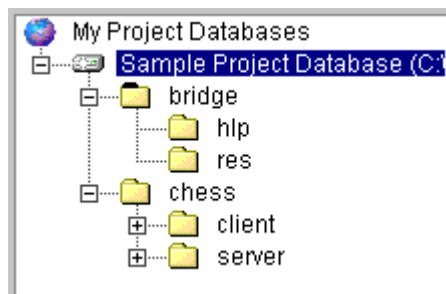 My Project Databases
Sample Project Database (C:\
bridge
hlp
res
chess
client
server